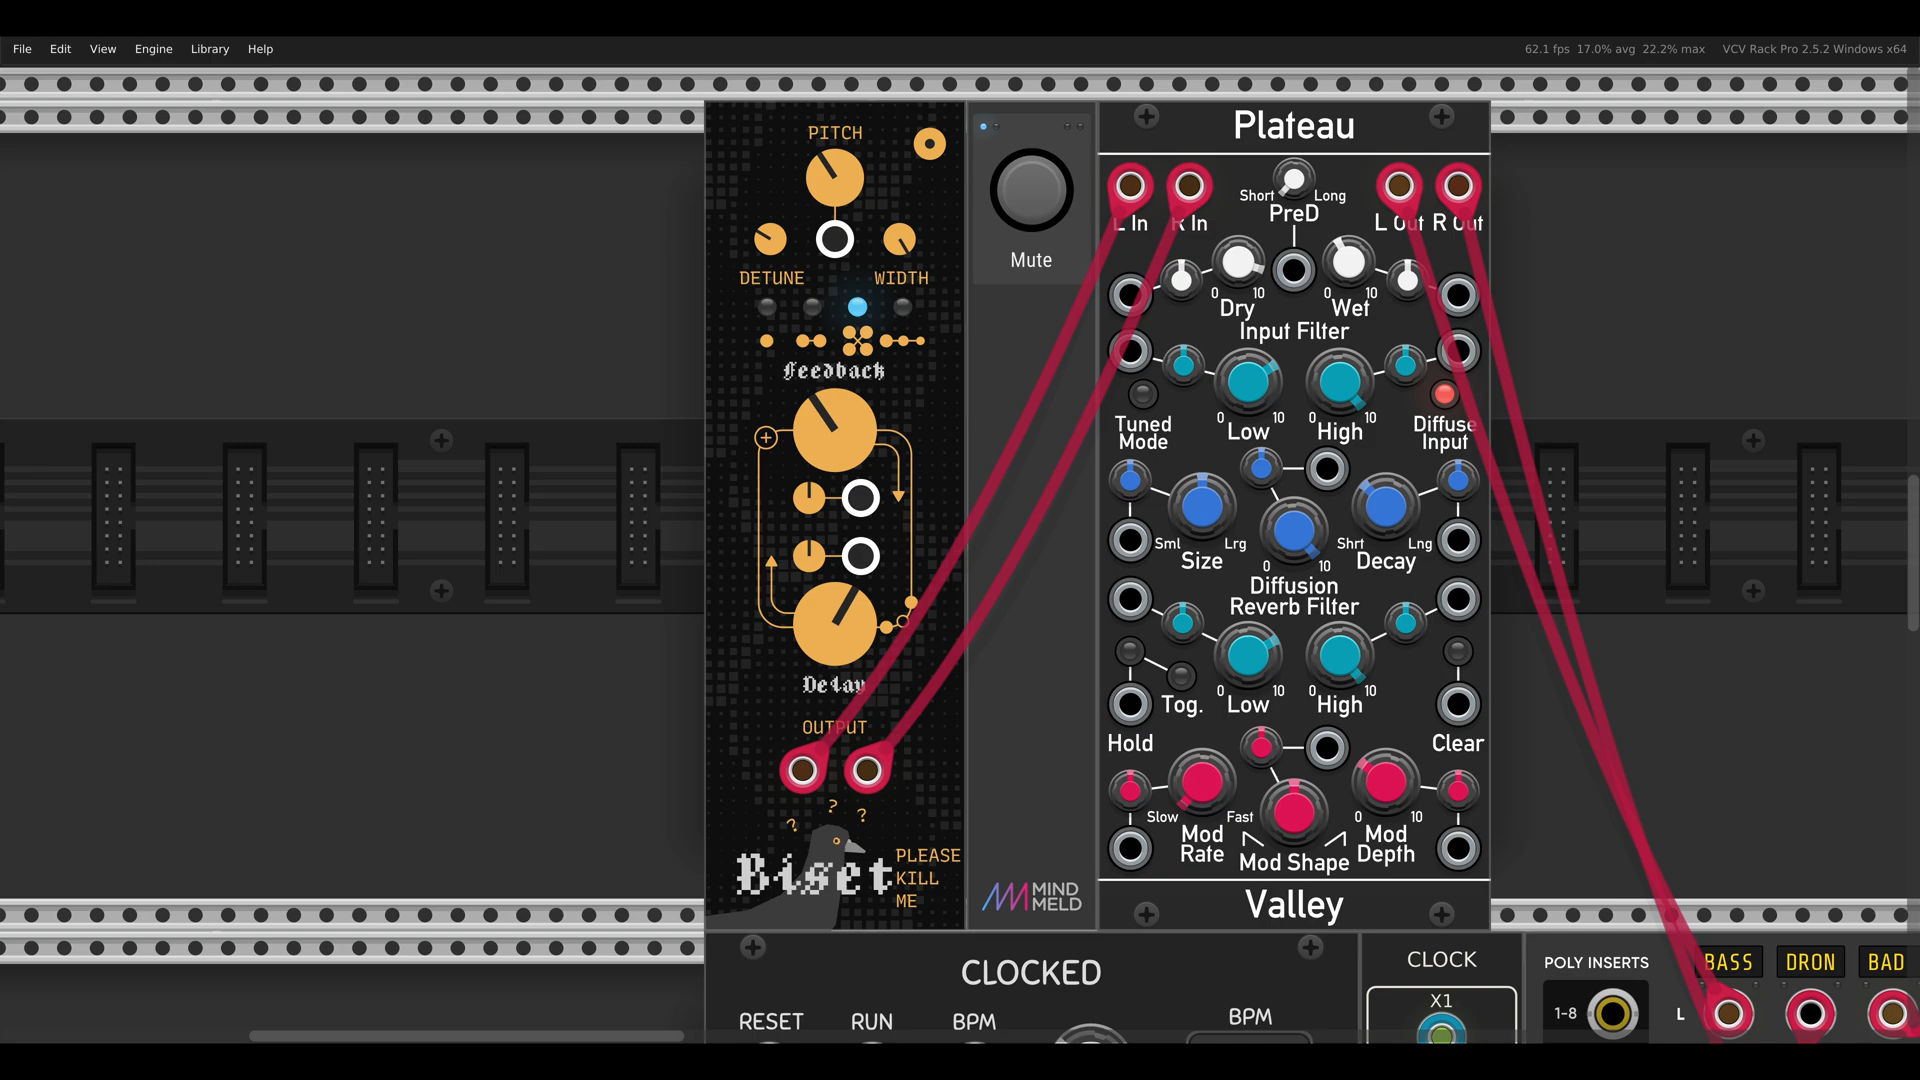 File Edit View Engine Library Help
62.1 fps 17.0% avg 22.2% max VCV Rack Pro 2.5.2 Windows x64
PITCH
DETUNE WIDTH
Feedback
Delay
OUTPUT
? ? ?
Biset
PLEASE
KILL
ME
Mute
MIND
MELD
Plateau
Short Long
PreD
L In R In
L Out R Out
0 10 0 10
Dry Wet
Input Filter
0 10 0 10
Low High
Tuned
Mode
Diffuse
Input
Sml Lrg
Size
Shrt Lng
Decay
0 10
Diffusion
Reverb Filter
0 10 0 10
Tog. Low High
Hold Clear
Slow Fast
Mod
Rate
Mod Shape
0 10
Mod
Depth
Valley
CLOCKED
RESET RUN BPM BPM
CLOCK
X1
POLY INSERTS
1-8
BASS DRON BAD
L